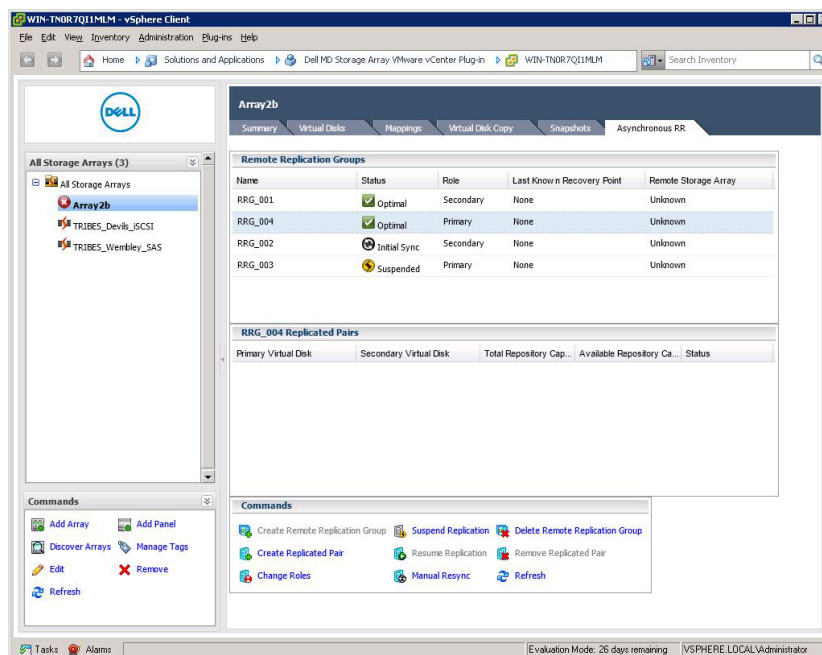 WIN-TN0R7QI1MLM - vSphere Client
File Edit View Inventory Administration Plug-ins Help
Home Solutions and Applications Dell MD Storage Array VMware vCenter Plug-in WIN-TN0R7QI1MLM Search Inventory
DELL
Array2b
Summary Virtual Disks Mappings Virtual Disk Copy Snapshots Asynchronous RR
All Storage Arrays (3)
All Storage Arrays
Array2b
TRIBES_Devils_iSCSI
TRIBES_Wembley_SAS
Remote Replication Groups
Name Status Role Last Known Recovery Point Remote Storage Array
RRG_001 Optimal Secondary None Unknown
RRG_004 Optimal Primary None Unknown
RRG_002 Initial Sync Secondary None Unknown
RRG_003 Suspended Primary None Unknown
RRG_004 Replicated Pairs
Primary Virtual Disk Secondary Virtual Disk Total Repository Cap... Available Repository Ca... Status
Commands
Add Array Add Panel
Discover Arrays Manage Tags
Edit Remove
Refresh
Commands
Create Remote Replication Group Suspend Replication Delete Remote Replication Group
Create Replicated Pair Resume Replication Remove Replicated Pair
Change Roles Manual Resync Refresh
Tasks Alarms Evaluation Mode: 26 days remaining VSPHERE.LOCAL\Administrator